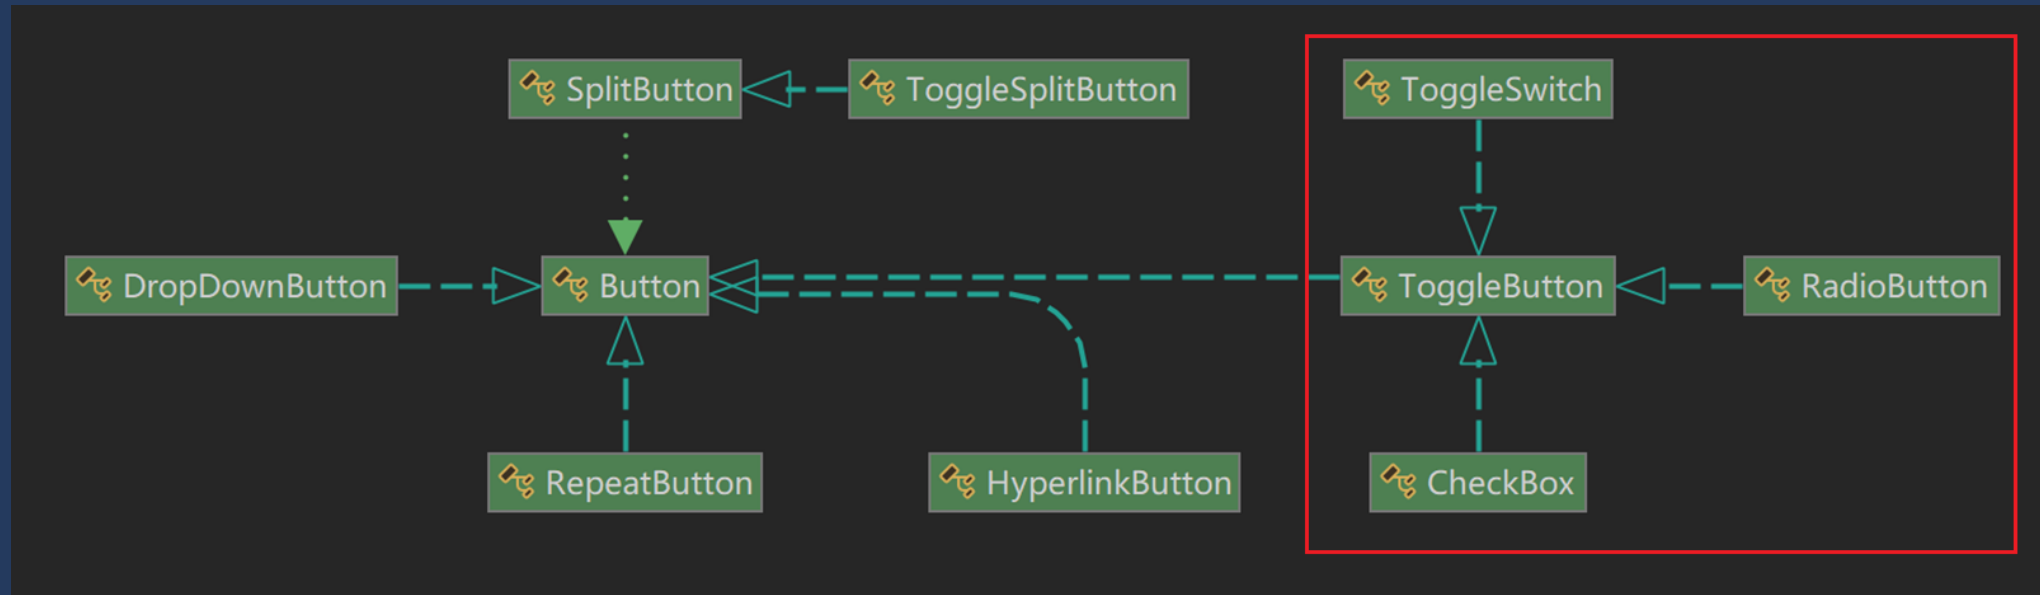 SplitButton
ToggleSplitButton
ToggleSwitch
DropDownButton
Button
ToggleButton
RadioButton
RepeatButton
HyperlinkButton
CheckBox